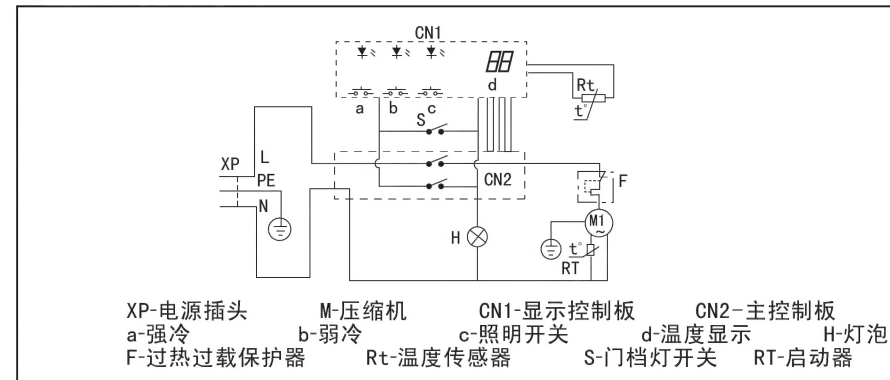 CN1
a b c d
S
Rt
t°
XP L
PE
N
CN2
F
M1
~
H
t°
RT
XP-电源插头 M-压缩机 CN1-显示控制板 CN2-主控制板
a-强冷 b-弱冷 c-照明开关 d-温度显示 H-灯泡
F-过热过载保护器 Rt-温度传感器 S-门档灯开关 RT-启动器